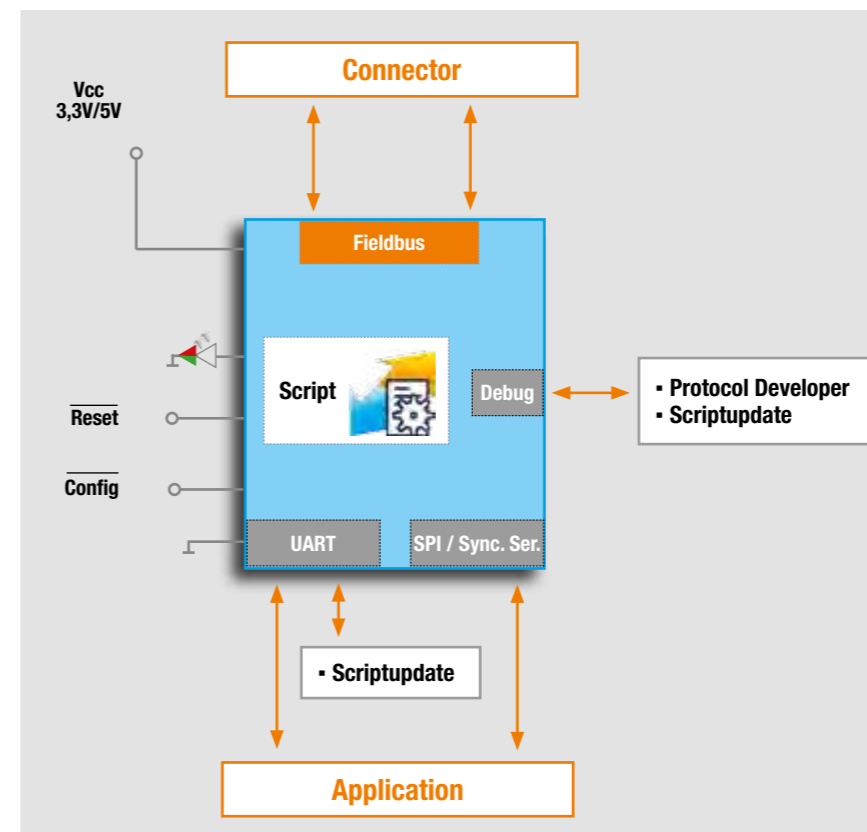 Connector
Vcc
3,3V/5V
Fieldbus
Script
Debug
▪ Protocol Developer
▪ Scriptupdate
Reset
Config
UART
SPI / Sync. Ser.
▪ Scriptupdate
Application